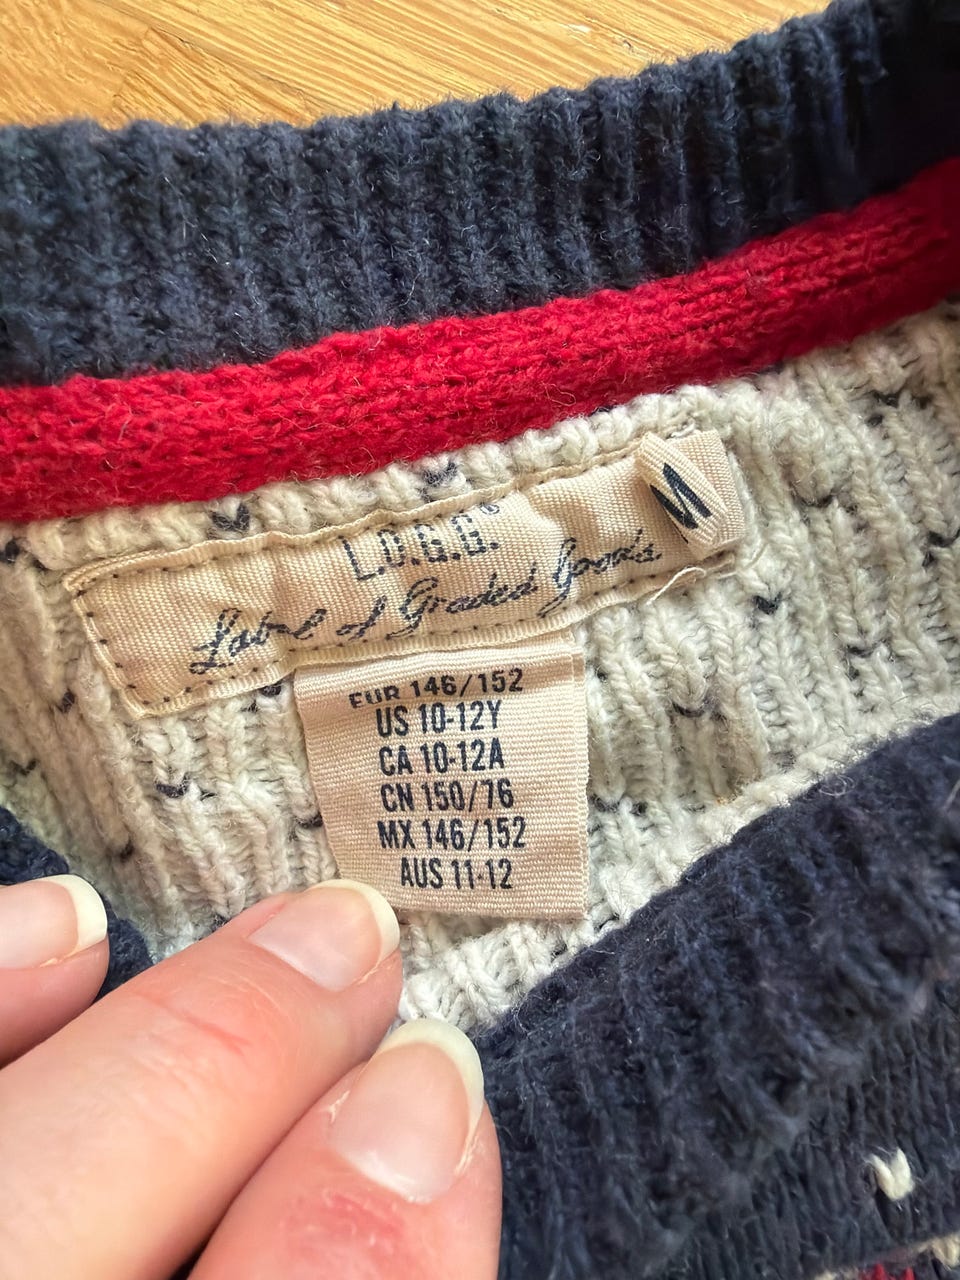 L.O.G.G.®
Label of Graded Goods
M
EUR 146/152
US 10-12Y
CA 10-12A
CN 150/76
MX 146/152
AUS 11-12